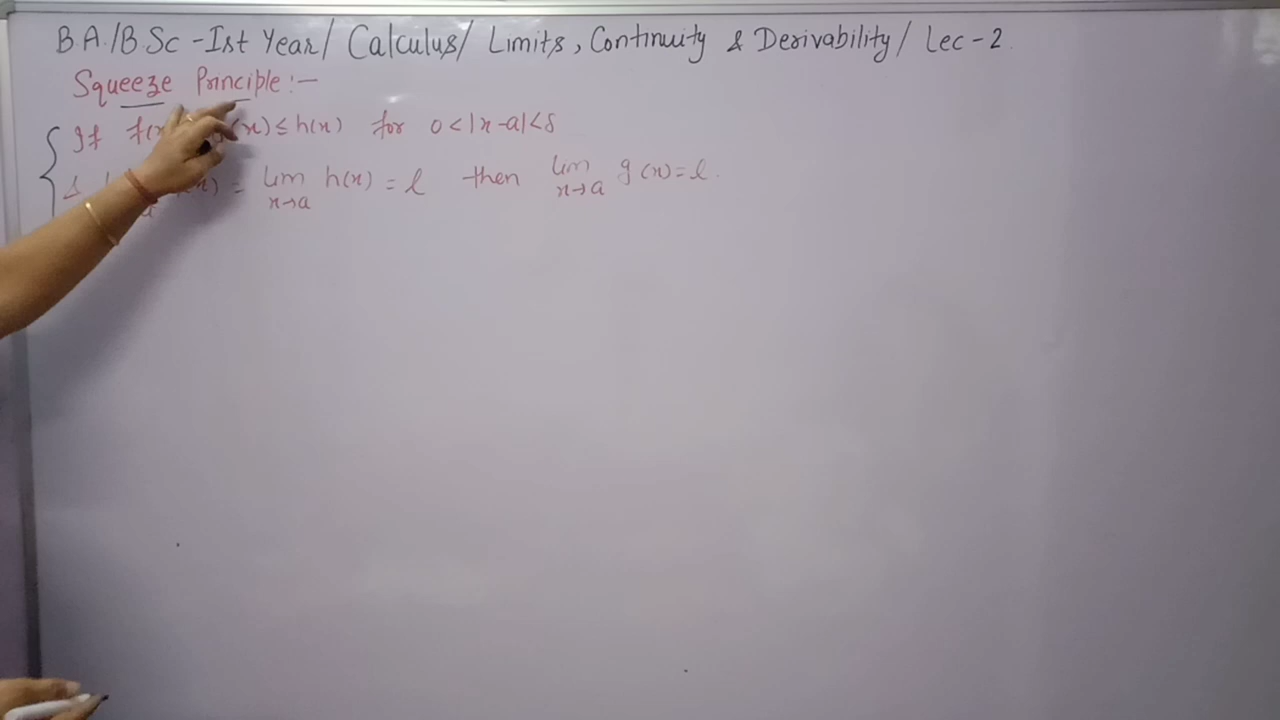 B.A./B.Sc - Ist Year/ Calculus/ Limits, Continuity & Derivability/ Lec-2.
Squeeze Principle:-
If f(x) (x) ≤ h(x) for 0<|x-a|<δ
& = lim x→a h(x) = l then lim x→a g(x) = l.